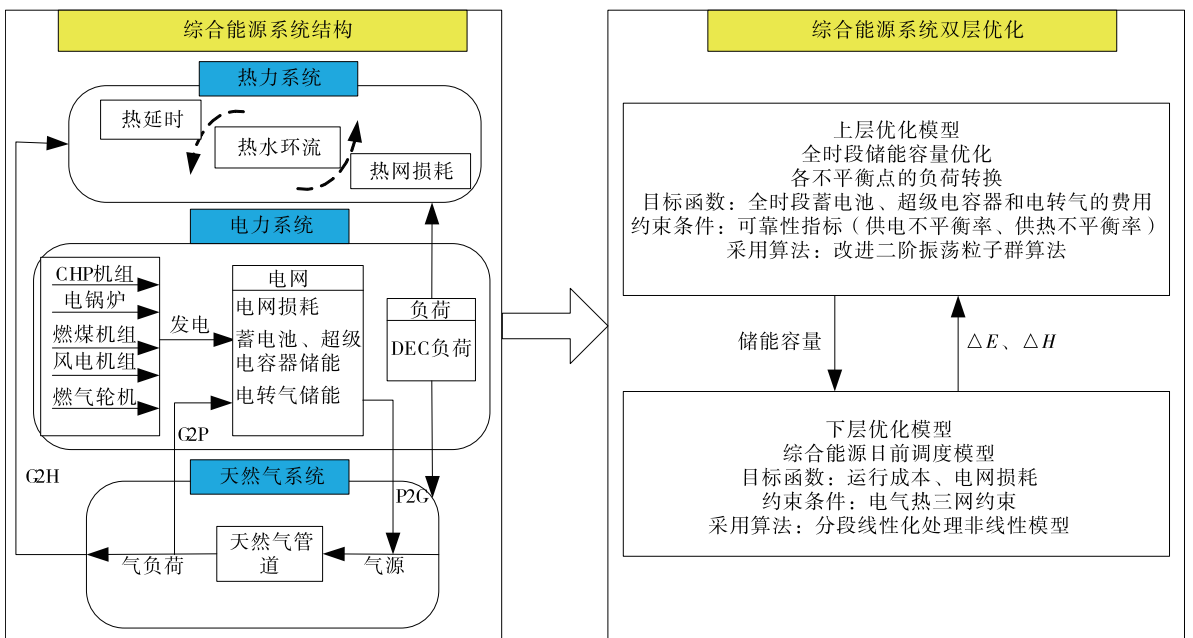 综合能源系统结构
热力系统
热延时
热水环流
热网损耗
电力系统
CHP机组
电锅炉
燃煤机组
风电机组
燃气轮机
发电
电网
电网损耗
蓄电池、超级
电容器储能
电转气储能
负荷
DEC负荷
G2P
G2H
P2G
天然气系统
气负荷
天然气管
道
气源
综合能源系统双层优化
上层优化模型
全时段储能容量优化
各不平衡点的负荷转换
目标函数：全时段蓄电池、超级电容器和电转气的费用
约束条件：可靠性指标（供电不平衡率、供热不平衡率）
采用算法：改进二阶振荡粒子群算法
储能容量
△E、△H
下层优化模型
综合能源日前调度模型
目标函数：运行成本、电网损耗
约束条件：电气热三网约束
采用算法：分段线性化处理非线性模型